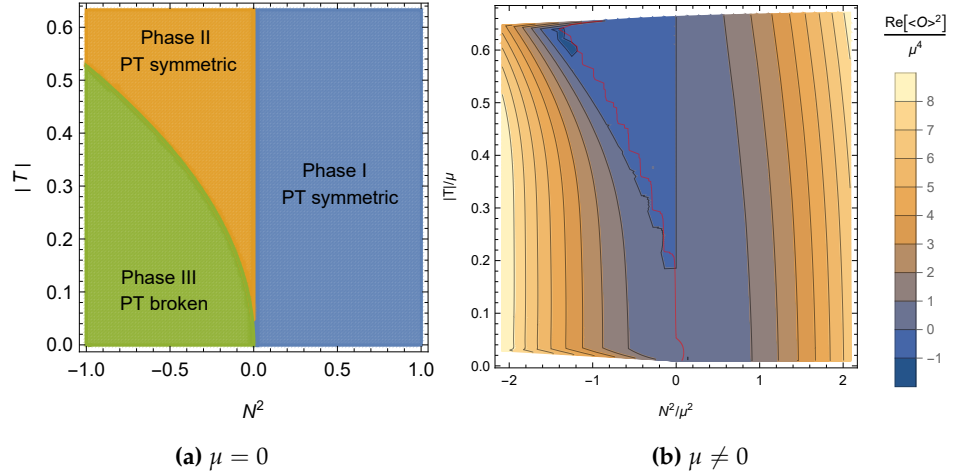 Phase II
PT symmetric
Phase I
PT symmetric
Phase III
PT broken
0.6
0.5
0.4
0.3
0.2
0.1
0.0
|T|
-1.0
-0.5
0.0
0.5
1.0
N²
(a) μ = 0
0.6
0.5
0.4
0.3
0.2
0.1
0.0
|T|/μ
-2
-1
0
1
2
N²/μ²
Re[<O>²]
μ⁴
8
7
6
5
4
3
2
1
0
-1
(b) μ ≠ 0